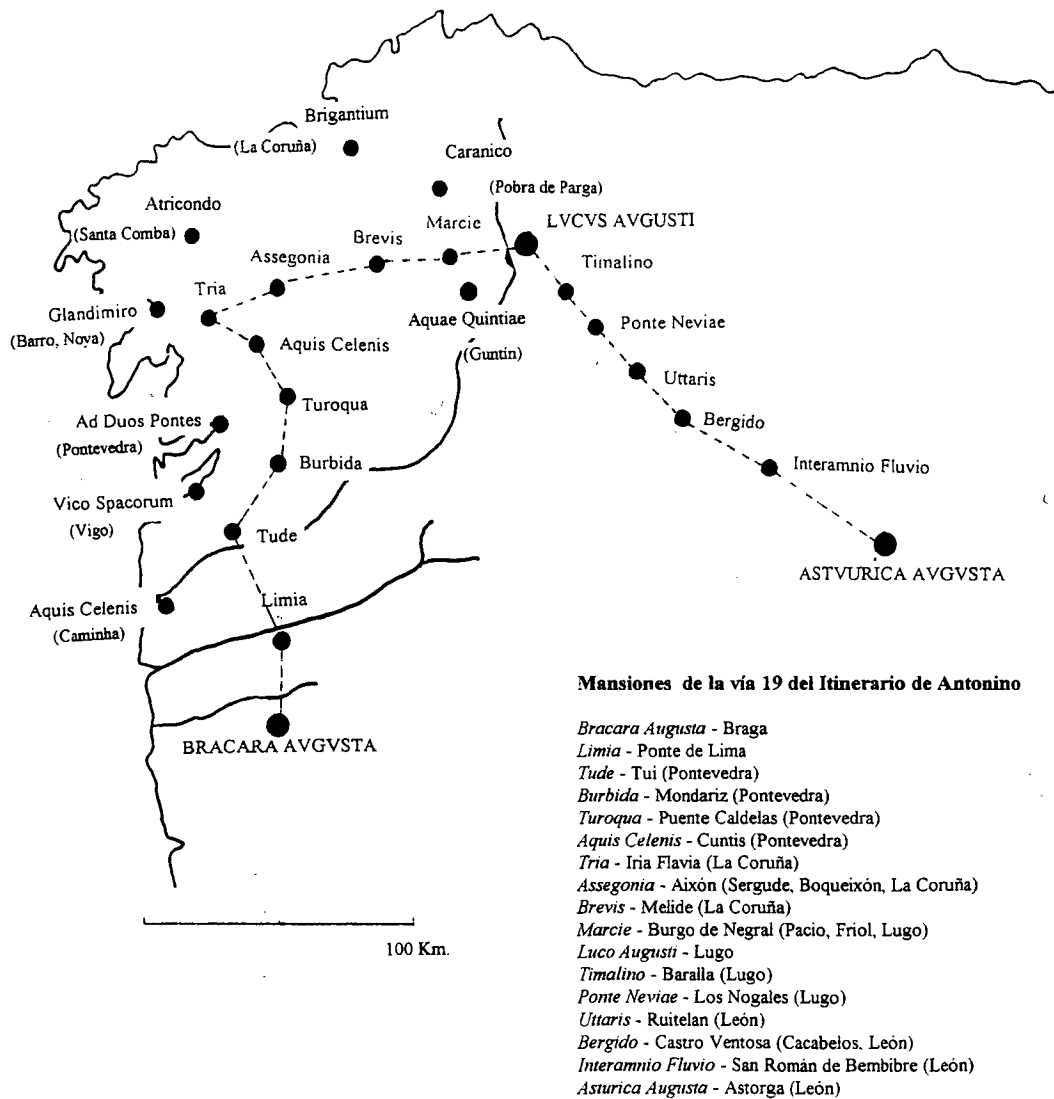 Brigantium
(La Coruña)
Caranico
(Pobra de Parga)
Atricondo
(Santa Comba)
Marcie
LVCVS AVGUSTI
Brevis
Assegonia
Timalino
Tria
Glandimiro
(Barro, Noya)
Aquae Quintiae
(Guntín)
Ponte Neviae
Aquis Celenis
Uttaris
Turoqua
Ad Duos Pontes
(Pontevedra)
Bergido
Burbida
Interamnio Fluvio
Vico Spacorum
(Vigo)
Tude
ASTVURICA AVGVSTA
Limia
Aquis Celenis
(Caminha)
BRACARA AVGVSTA
100 Km.
Mansiones de la vía 19 del Itinerario de Antonino
Bracara Augusta - Braga
Limia - Ponte de Lima
Tude - Tui (Pontevedra)
Burbida - Mondariz (Pontevedra)
Turoqua - Puente Caldelas (Pontevedra)
Aquis Celenis - Cuntis (Pontevedra)
Tria - Iria Flavia (La Coruña)
Assegonia - Aixón (Sergude, Boqueixón, La Coruña)
Brevis - Melide (La Coruña)
Marcie - Burgo de Negral (Pacio, Friol, Lugo)
Luco Augusti - Lugo
Timalino - Baralla (Lugo)
Ponte Neviae - Los Nogales (Lugo)
Uttaris - Ruitelan (León)
Bergido - Castro Ventosa (Cacabelos, León)
Interamnio Fluvio - San Román de Bembibre (León)
Asturica Augusta - Astorga (León)